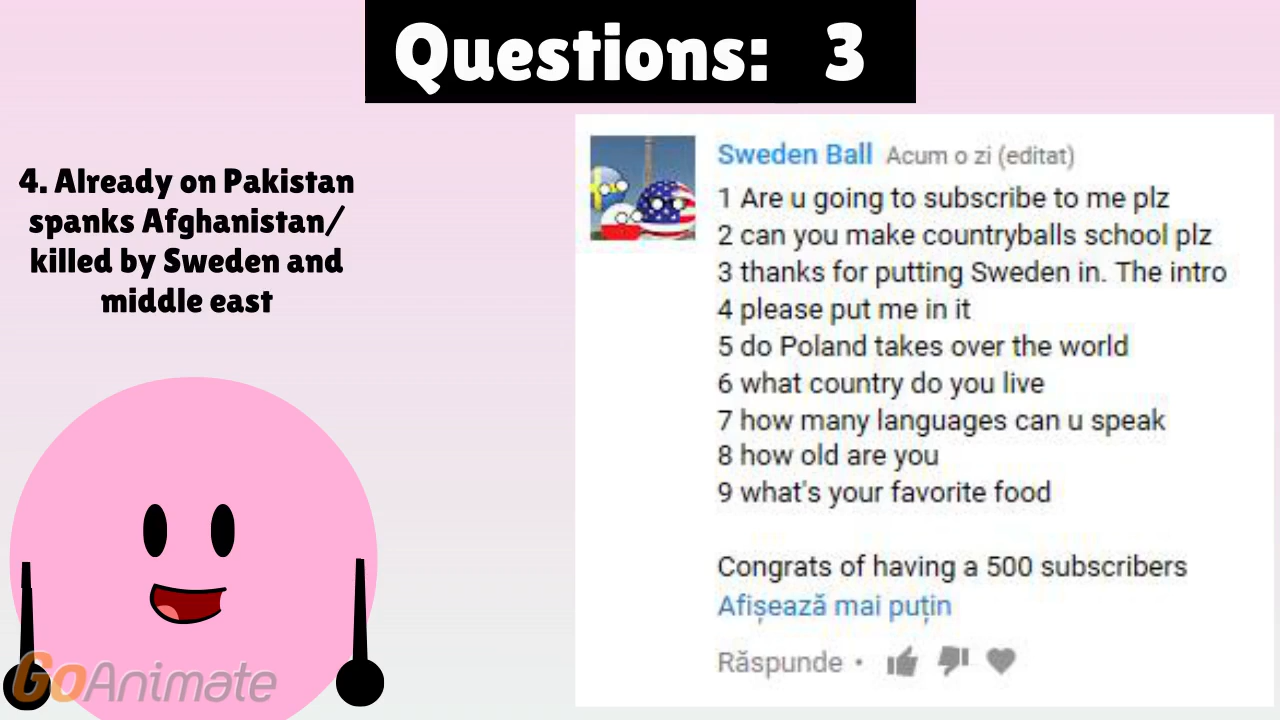 Questions: 3
4. Already on Pakistan
spanks Afghanistan/
killed by Sweden and
middle east
Sweden Ball Acum o zi (editat)
1 Are u going to subscribe to me plz
2 can you make countryballs school plz
3 thanks for putting Sweden in. The intro
4 please put me in it
5 do Poland takes over the world
6 what country do you live
7 how many languages can u speak
8 how old are you
9 what's your favorite food
Congrats of having a 500 subscribers
Afișează mai puțin
Răspunde •
GoAnimate